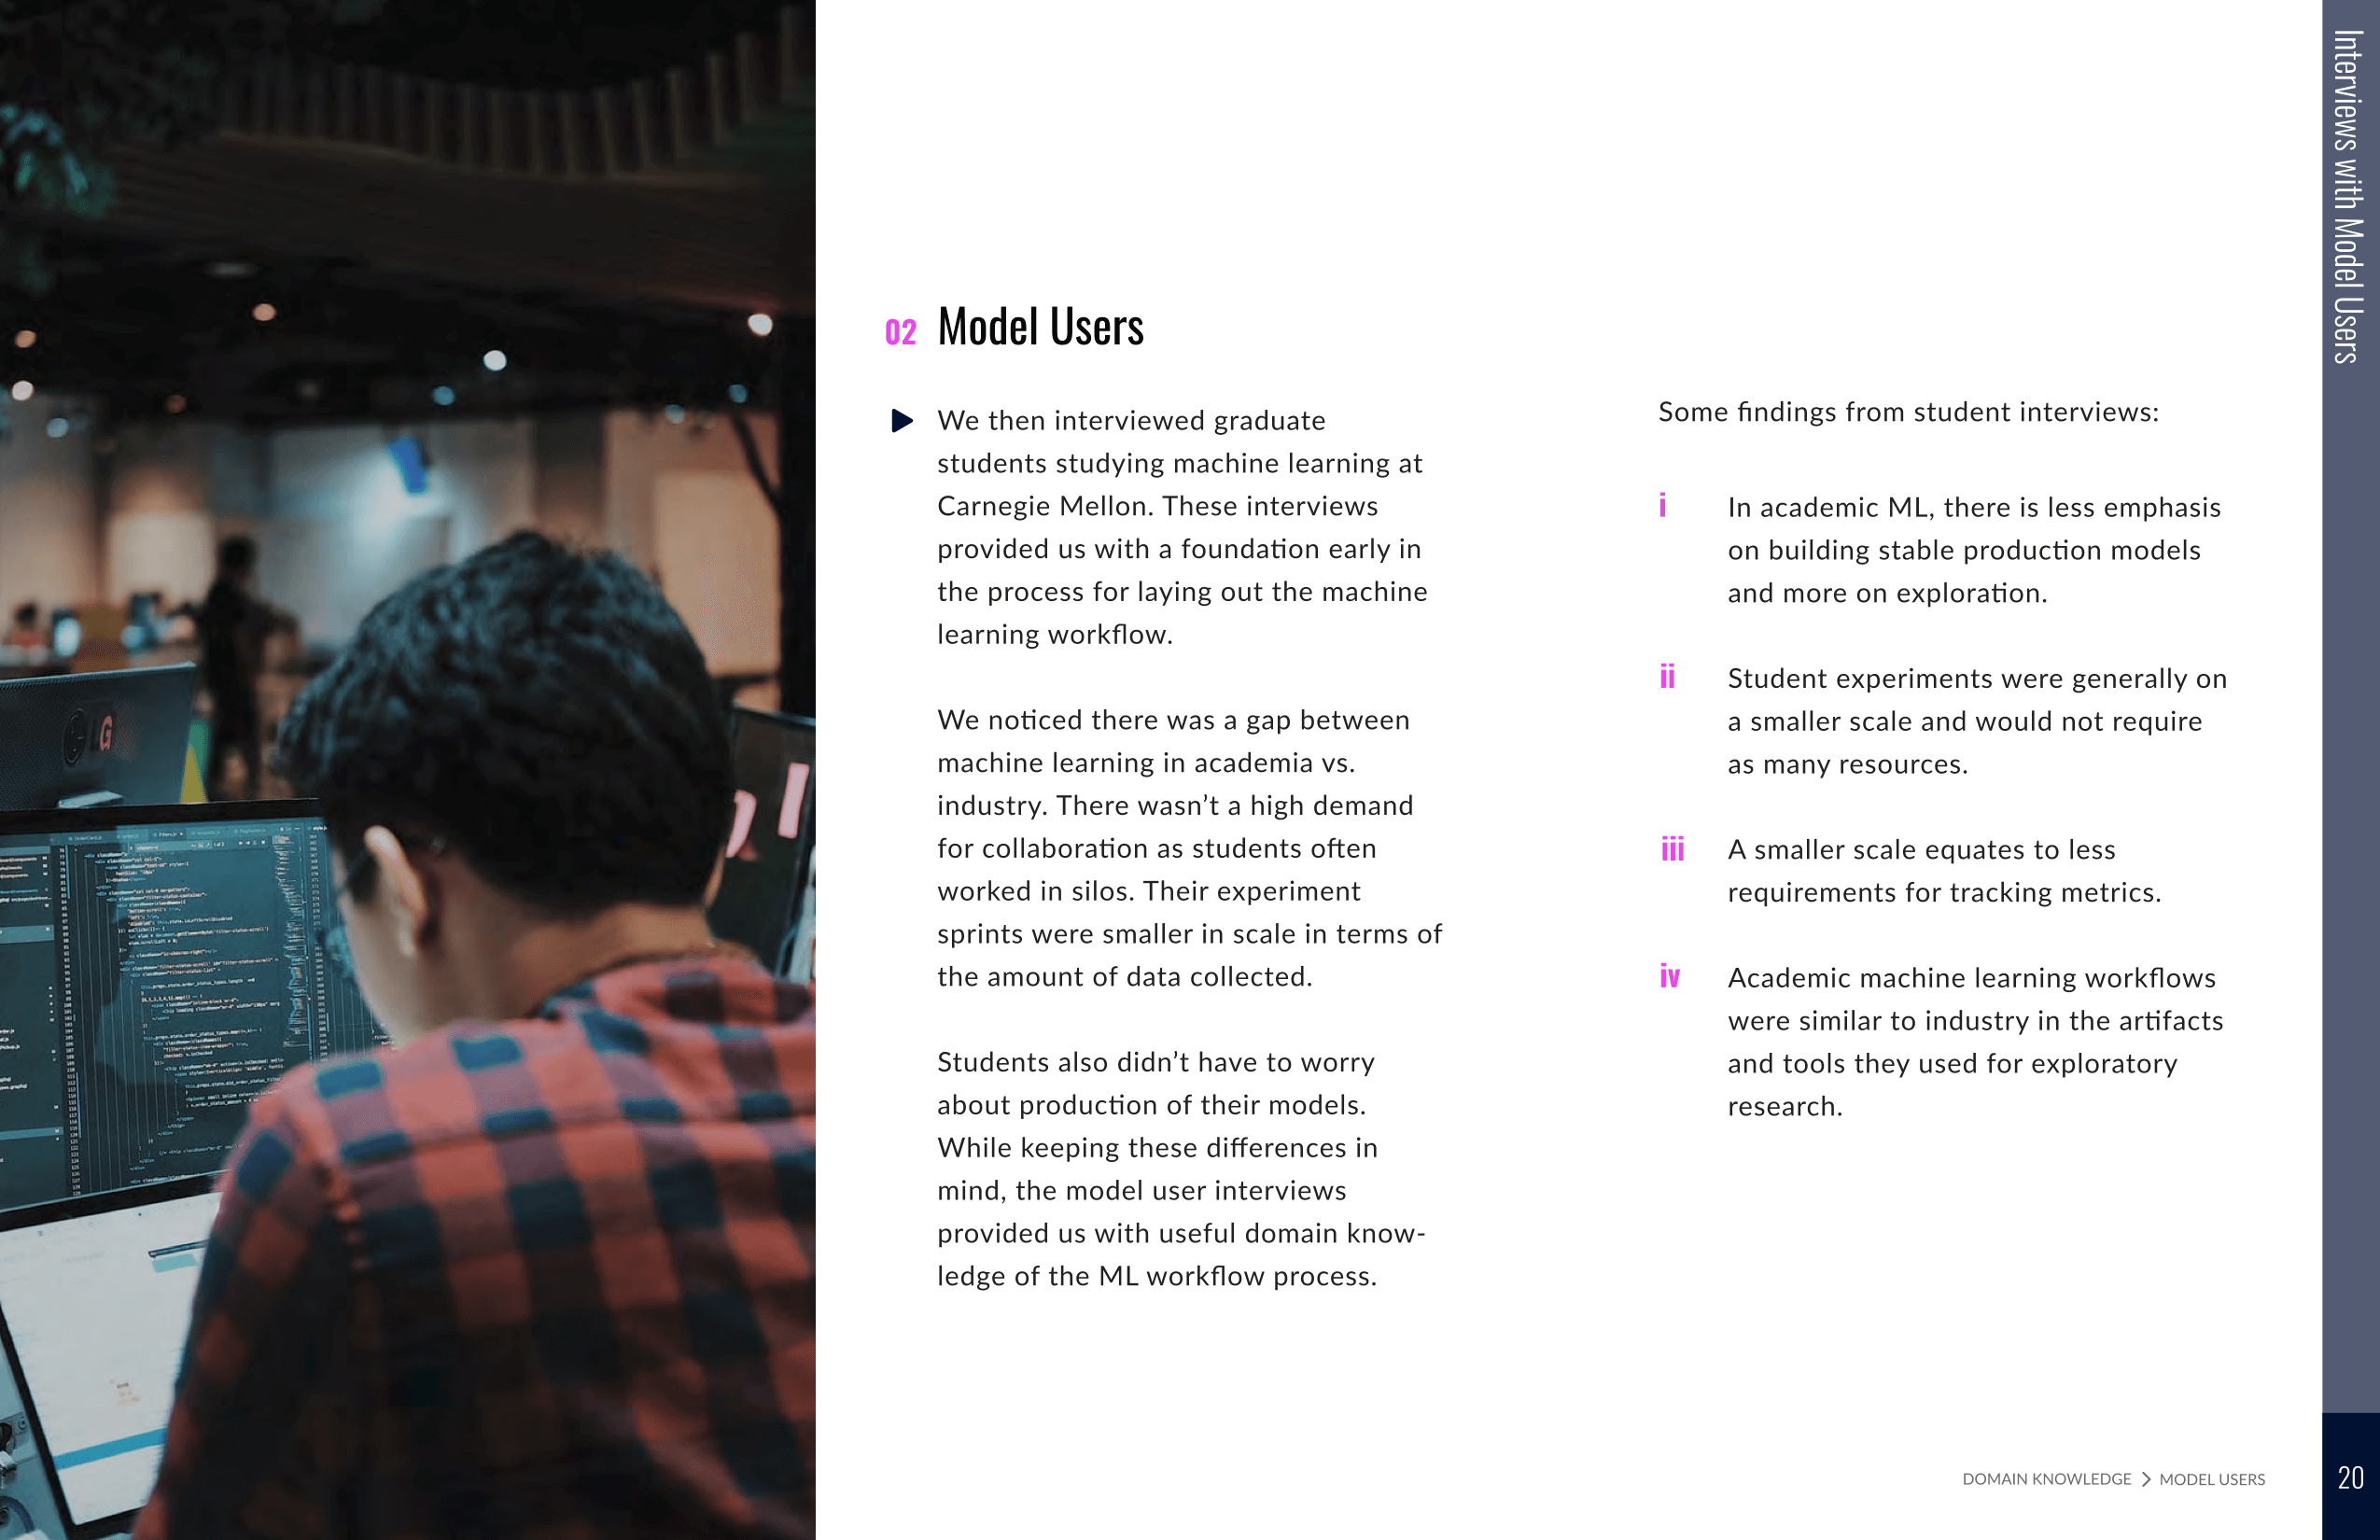 02 Model Users
We then interviewed graduate
students studying machine learning at
Carnegie Mellon. These interviews
provided us with a foundation early in
the process for laying out the machine
learning workflow.
We noticed there was a gap between
machine learning in academia vs.
industry. There wasn’t a high demand
for collaboration as students often
worked in silos. Their experiment
sprints were smaller in scale in terms of
the amount of data collected.
Students also didn’t have to worry
about production of their models.
While keeping these differences in
mind, the model user interviews
provided us with useful domain know-
ledge of the ML workflow process.
Some findings from student interviews:
i In academic ML, there is less emphasis
on building stable production models
and more on exploration.
ii Student experiments were generally on
a smaller scale and would not require
as many resources.
iii A smaller scale equates to less
requirements for tracking metrics.
iv Academic machine learning workflows
were similar to industry in the artifacts
and tools they used for exploratory
research.
Interviews with Model Users
DOMAIN KNOWLEDGE > MODEL USERS
20
LG